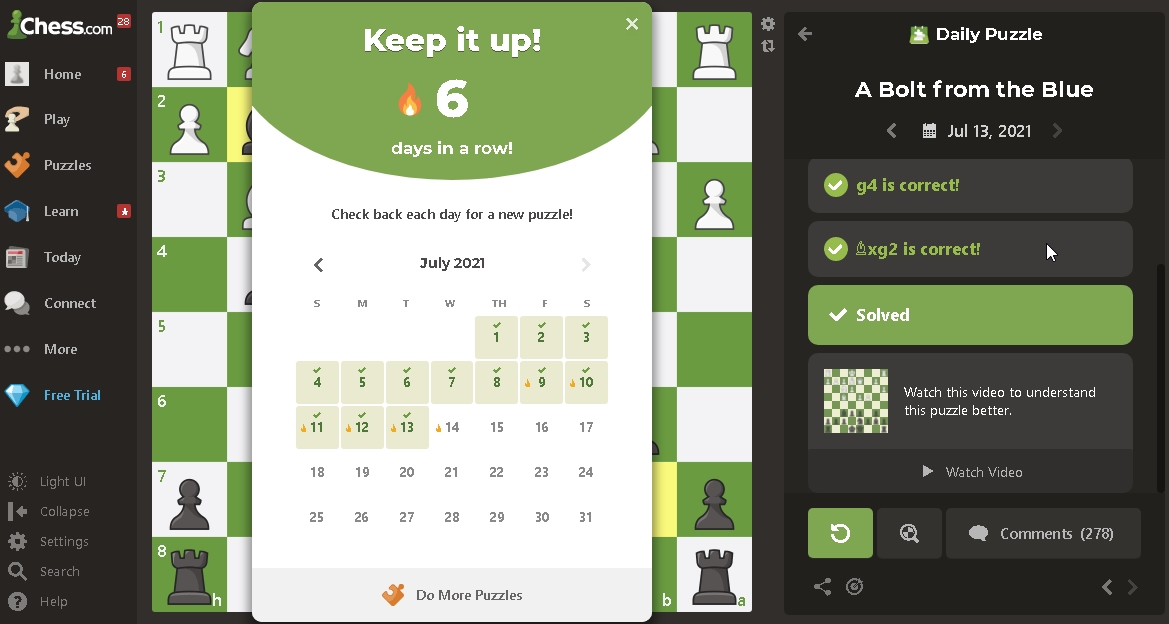 Chess.com 28
Home 6
Play
Puzzles
Learn
Today
Connect
More
Free Trial
Light UI
Collapse
Settings
Search
Help
1
2
3
4
5
6
7
8
h
b
a
Keep it up!
6
days in a row!
Check back each day for a new puzzle!
July 2021
S M T W TH F S
1 2 3
4 5 6 7 8 9 10
11 12 13 14 15 16 17
18 19 20 21 22 23 24
25 26 27 28 29 30 31
Do More Puzzles
Daily Puzzle
A Bolt from the Blue
Jul 13, 2021
g4 is correct!
♗xg2 is correct!
Solved
Watch this video to understand
this puzzle better.
Watch Video
Comments (278)